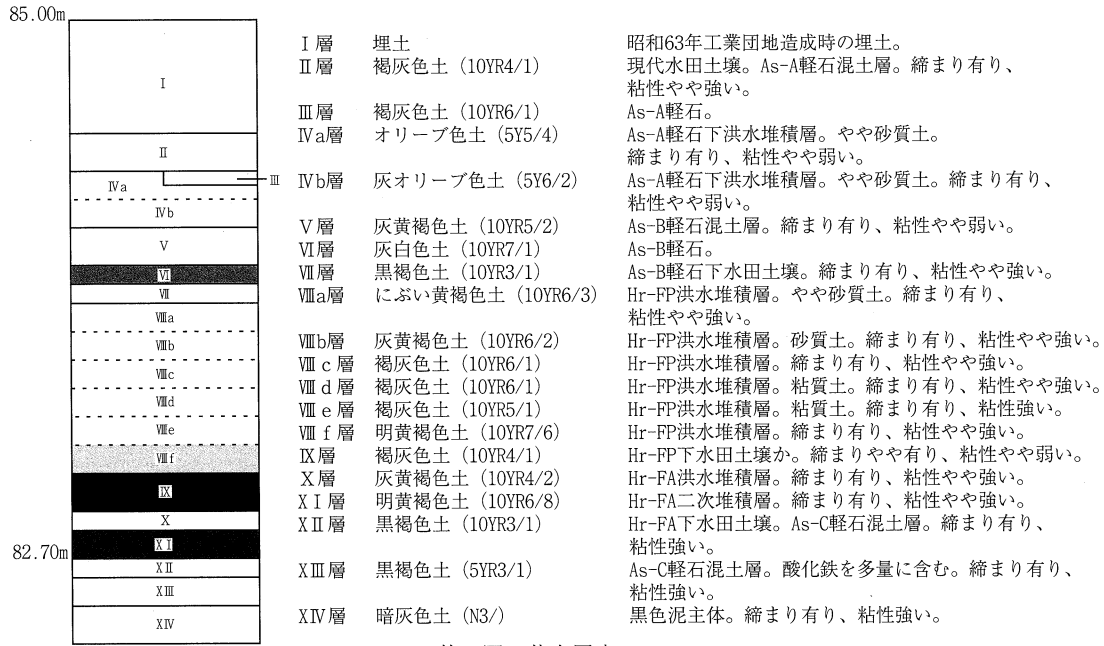 85.00m
Ⅰ
Ⅱ
Ⅲ
Ⅳa
Ⅳb
Ⅴ
Ⅵ
Ⅶ
Ⅷa
Ⅷb
Ⅷc
Ⅷd
Ⅷe
Ⅷf
Ⅸ
Ⅹ
ⅩⅠ
82.70m
ⅩⅡ
ⅩⅢ
ⅩⅣ
Ⅰ層 埋土 昭和63年工業団地造成時の埋土。
Ⅱ層 褐灰色土 (10YR4/1) 現代水田土壌。As-A軽石混土層。締まり有り、
粘性やや強い。
Ⅲ層 褐灰色土 (10YR6/1) As-A軽石。
Ⅳa層 オリーブ色土 (5Y5/4) As-A軽石下洪水堆積層。やや砂質土。
締まり有り、粘性やや弱い。
Ⅳb層 灰オリーブ色土 (5Y6/2) As-A軽石下洪水堆積層。やや砂質土。締まり有り、
粘性やや弱い。
Ⅴ層 灰黄褐色土 (10YR5/2) As-B軽石混土層。締まり有り、粘性やや弱い。
Ⅵ層 灰白色土 (10YR7/1) As-B軽石。
Ⅶ層 黒褐色土 (10YR3/1) As-B軽石下水田土壌。締まり有り、粘性やや強い。
Ⅷa層 にぶい黄褐色土 (10YR6/3) Hr-FP洪水堆積層。やや砂質土。締まり有り、
粘性やや強い。
Ⅷb層 灰黄褐色土 (10YR6/2) Hr-FP洪水堆積層。砂質土。締まり有り、粘性やや強い。
Ⅷc層 褐灰色土 (10YR6/1) Hr-FP洪水堆積層。締まり有り、粘性やや強い。
Ⅷd層 褐灰色土 (10YR6/1) Hr-FP洪水堆積層。粘質土。締まり有り、粘性やや強い。
Ⅷe層 褐灰色土 (10YR5/1) Hr-FP洪水堆積層。粘質土。締まり有り、粘性強い。
Ⅷf層 明黄褐色土 (10YR7/6) Hr-FP洪水堆積層。締まり有り、粘性やや強い。
Ⅸ層 褐灰色土 (10YR4/1) Hr-FP下水田土壌か。締まりやや有り、粘性やや弱い。
Ⅹ層 灰黄褐色土 (10YR4/2) Hr-FA洪水堆積層。締まり有り、粘性やや強い。
ⅩⅠ層 明黄褐色土 (10YR6/8) Hr-FA二次堆積層。締まり有り、粘性やや強い。
ⅩⅡ層 黒褐色土 (10YR3/1) Hr-FA下水田土壌。As-C軽石混土層。締まり有り、
粘性強い。
ⅩⅢ層 黒褐色土 (5YR3/1) As-C軽石混土層。酸化鉄を多量に含む。締まり有り、
粘性強い。
ⅩⅣ層 暗灰色土 (N3/) 黒色泥主体。締まり有り、粘性強い。